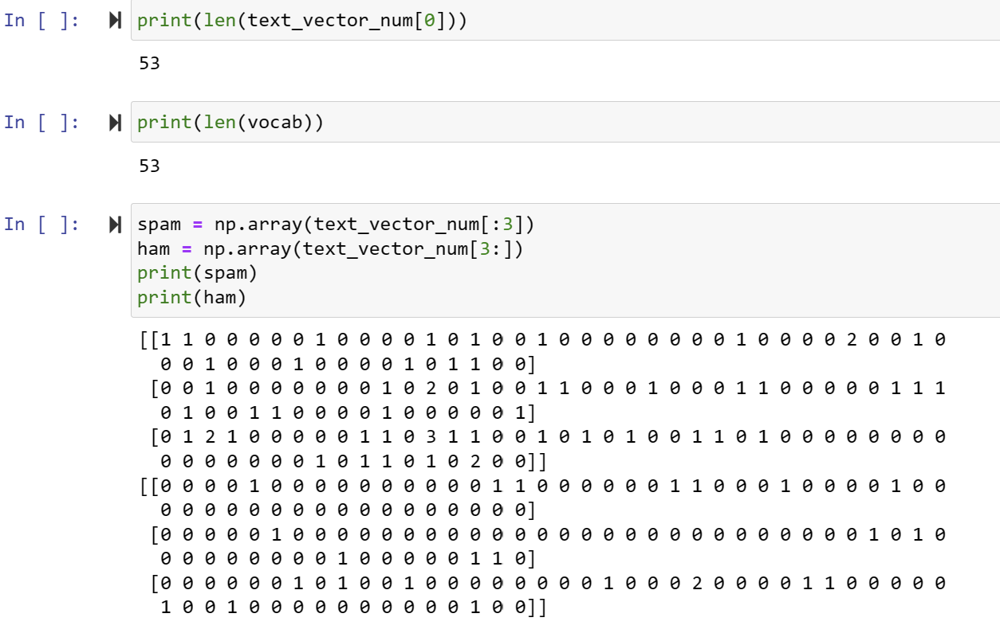 In [ ]: print(len(text_vector_num[0]))
53
In [ ]: print(len(vocab))
53
In [ ]: spam = np.array(text_vector_num[:3])
ham = np.array(text_vector_num[3:])
print(spam)
print(ham)
[[1 1 0 0 0 0 0 1 0 0 0 0 1 0 1 0 0 1 0 0 0 0 0 0 0 0 1 0 0 0 0 2 0 0 1 0
0 0 1 0 0 0 1 0 0 0 0 1 0 1 1 0 0]
[0 0 1 0 0 0 0 0 0 0 1 0 2 0 1 0 0 1 1 0 0 0 1 0 0 0 1 1 0 0 0 0 0 1 1 1
0 1 0 0 1 1 0 0 0 0 1 0 0 0 0 0 1]
[0 1 2 1 0 0 0 0 0 1 1 0 3 1 1 0 0 1 0 1 0 1 0 0 1 1 0 1 0 0 0 0 0 0 0 0
0 0 0 0 0 0 0 1 0 1 1 0 1 0 2 0 0]]
[[0 0 0 0 1 0 0 0 0 0 0 0 0 0 0 1 1 0 0 0 0 0 0 1 1 0 0 0 1 0 0 0 0 1 0 0
0 0 0 0 0 0 0 0 0 0 0 0 0 0 0 0 0]
[0 0 0 0 0 1 0 0 0 0 0 0 0 0 0 0 0 0 0 0 0 0 0 0 0 0 0 0 0 0 0 0 1 0 1 0
0 0 0 0 0 0 0 0 1 0 0 0 0 0 1 1 0]
[0 0 0 0 0 0 1 0 1 0 0 1 0 0 0 0 0 0 0 0 1 0 0 0 2 0 0 0 0 1 1 0 0 0 0 0
1 0 0 1 0 0 0 0 0 0 0 0 0 0 1 0 0]]